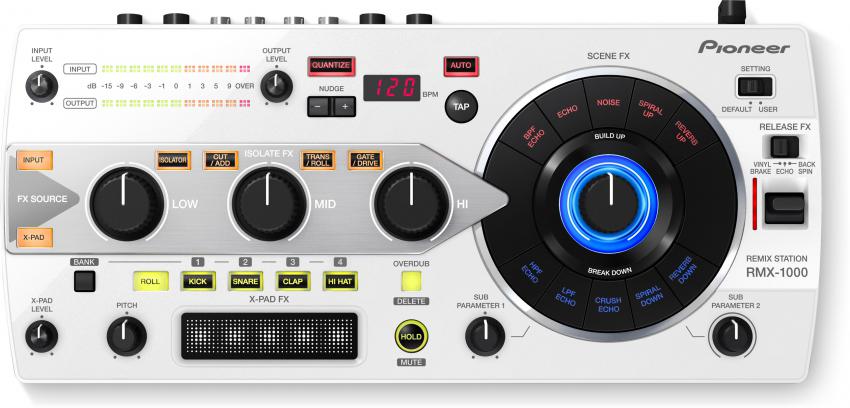 Pioneer
INPUT
LEVEL
INPUT
dB -15 -9 -6 -3 -1 0 1 3 5 9 OVER
OUTPUT
OUTPUT
LEVEL
QUANTIZE
NUDGE
− +
120
BPM
AUTO
TAP
SCENE FX
BPF
ECHO
ECHO
NOISE
SPIRAL
UP
REVERB
UP
BUILD UP
BREAK DOWN
HPF
ECHO
LPF
ECHO
CRUSH
ECHO
SPIRAL
DOWN
REVERB
DOWN
SETTING
DEFAULT USER
RELEASE FX
VINYL
BRAKE
ECHO
BACK
SPIN
REMIX STATION
RMX-1000
INPUT
FX SOURCE
X-PAD
ISOLATOR
CUT
/ ADD
ISOLATE FX
TRANS
/ ROLL
GATE
/ DRIVE
LOW
MID
HI
BANK
1
2
3
4
OVERDUB
ROLL
KICK
SNARE
CLAP
HI HAT
DELETE
X-PAD
LEVEL
PITCH
X-PAD FX
HOLD
MUTE
SUB
PARAMETER 1
SUB
PARAMETER 2